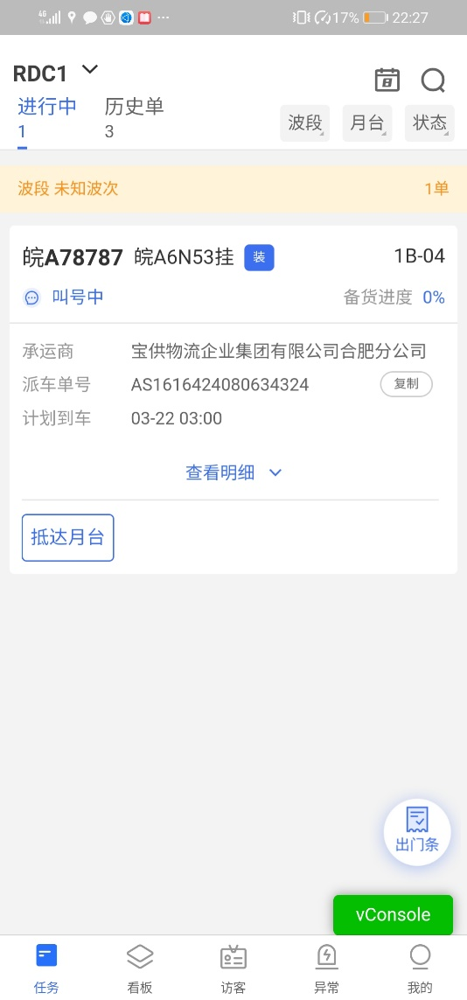 4G 17% 22:27
RDC1
8
进行中 历史单
1 3
波段 月台 状态
波段 未知波次 1单
皖A78787 皖A6N53挂 装 1B-04
叫号中 备货进度 0%
承运商 宝供物流企业集团有限公司合肥分公司
派车单号 AS1616424080634324 复制
计划到车 03-22 03:00
查看明细
抵达月台
出门条
vConsole
任务 看板 访客 异常 我的